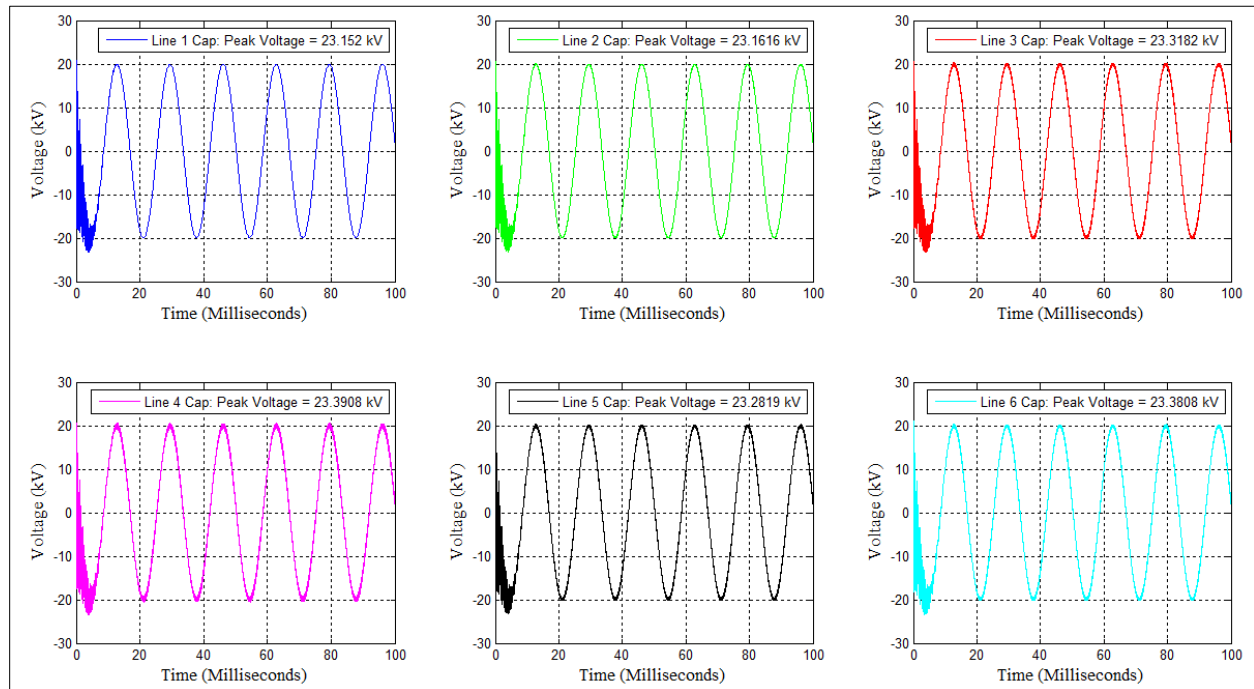 30
Line 1 Cap: Peak Voltage = 23.152 kV
20
10
0
-10
-20
-30
Voltage (kV)
0 20 40 60 80 100
Time (Milliseconds)
30
Line 2 Cap: Peak Voltage = 23.1616 kV
20
10
0
-10
-20
-30
Voltage (kV)
0 20 40 60 80 100
Time (Milliseconds)
30
Line 3 Cap: Peak Voltage = 23.3182 kV
20
10
0
-10
-20
-30
Voltage (kV)
0 20 40 60 80 100
Time (Milliseconds)
30
Line 4 Cap: Peak Voltage = 23.3908 kV
20
10
0
-10
-20
-30
Voltage (kV)
0 20 40 60 80 100
Time (Milliseconds)
30
Line 5 Cap: Peak Voltage = 23.2819 kV
20
10
0
-10
-20
-30
Voltage (kV)
0 20 40 60 80 100
Time (Milliseconds)
30
Line 6 Cap: Peak Voltage = 23.3808 kV
20
10
0
-10
-20
-30
Voltage (kV)
0 20 40 60 80 100
Time (Milliseconds)